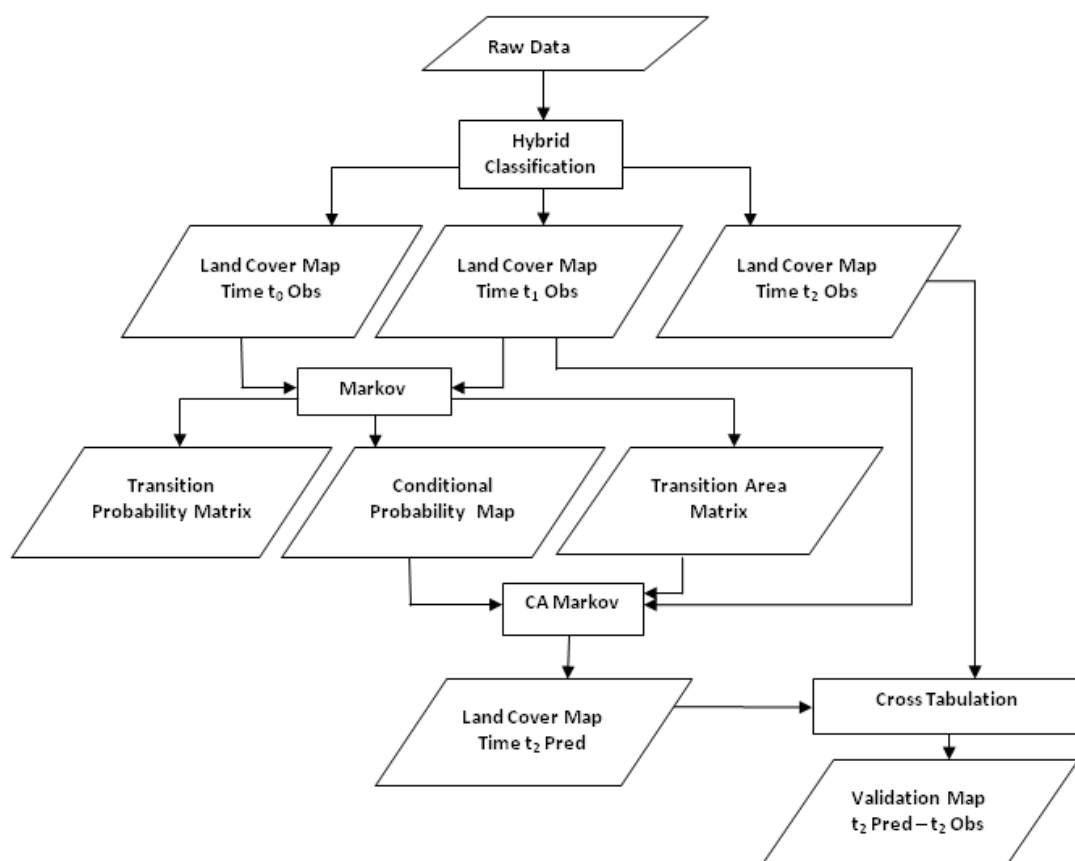 Raw Data
Hybrid
Classification
Land Cover Map
Time t₀ Obs
Land Cover Map
Time t₁ Obs
Land Cover Map
Time t₂ Obs
Markov
Transition
Probability Matrix
Conditional
Probability Map
Transition Area
Matrix
CA Markov
Land Cover Map
Time t₂ Pred
Cross Tabulation
Validation Map
t₂ Pred – t₂ Obs